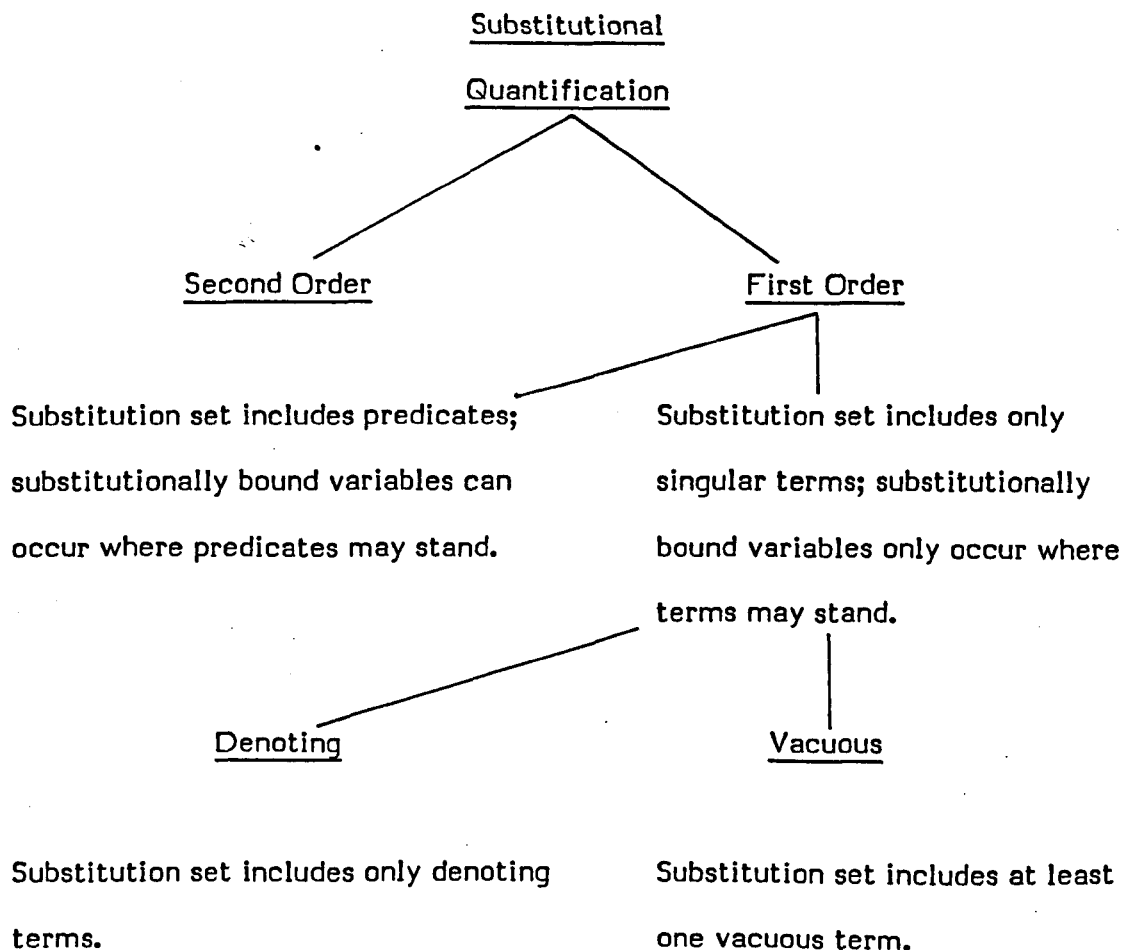 Substitutional
Quantification
Second Order
First Order
Substitution set includes predicates;
substitutionally bound variables can
occur where predicates may stand.
Substitution set includes only
singular terms; substitutionally
bound variables only occur where
terms may stand.
Denoting
Vacuous
Substitution set includes only denoting
terms.
Substitution set includes at least
one vacuous term.